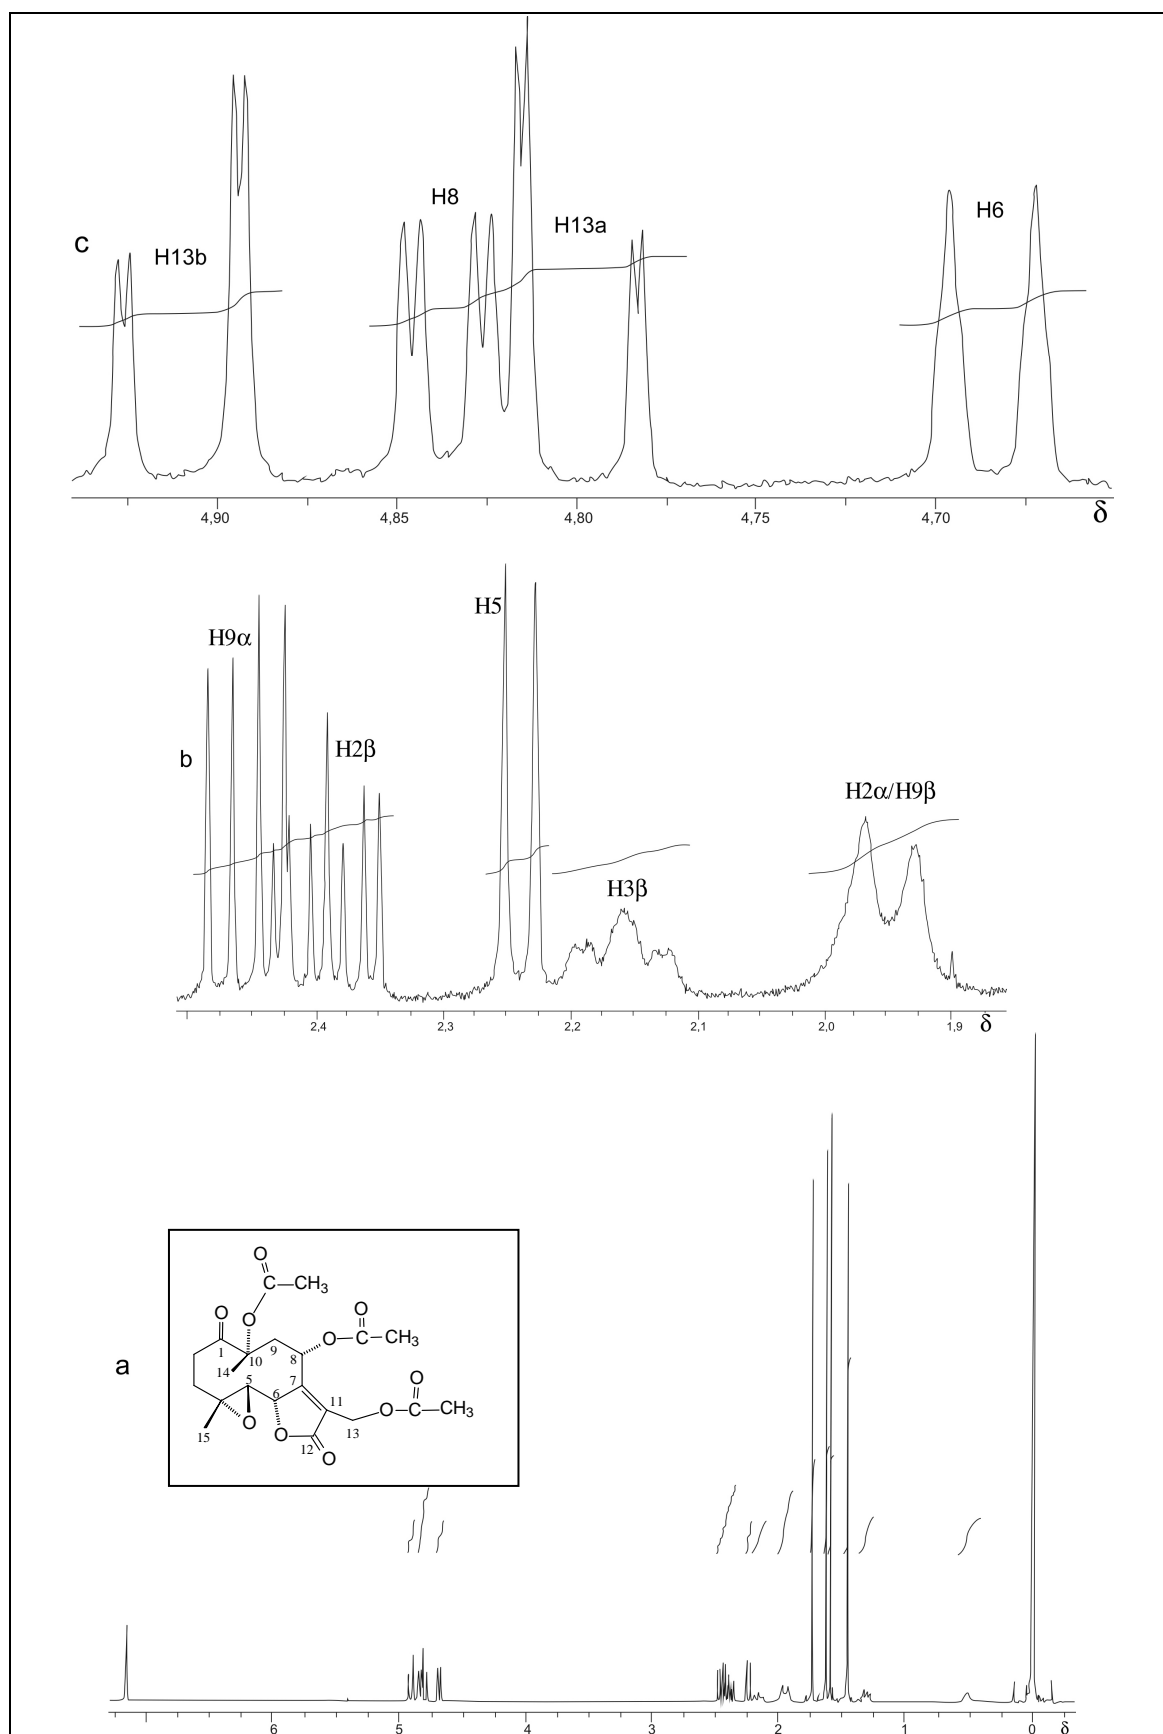 H8
H13a
H6
c
H13b
4,90
4,85
4,80
4,75
4,70
δ
H5
H9α
H2β
b
H2α/H9β
H3β
2,4
2,3
2,2
2,1
2,0
1,9
δ
O
C
CH3
O
O
O
O
C
CH3
1
9
8
14
10
5
7
O
6
11
O
C
CH3
15
O
O
13
12
O
a
6
5
4
3
2
1
0
δ